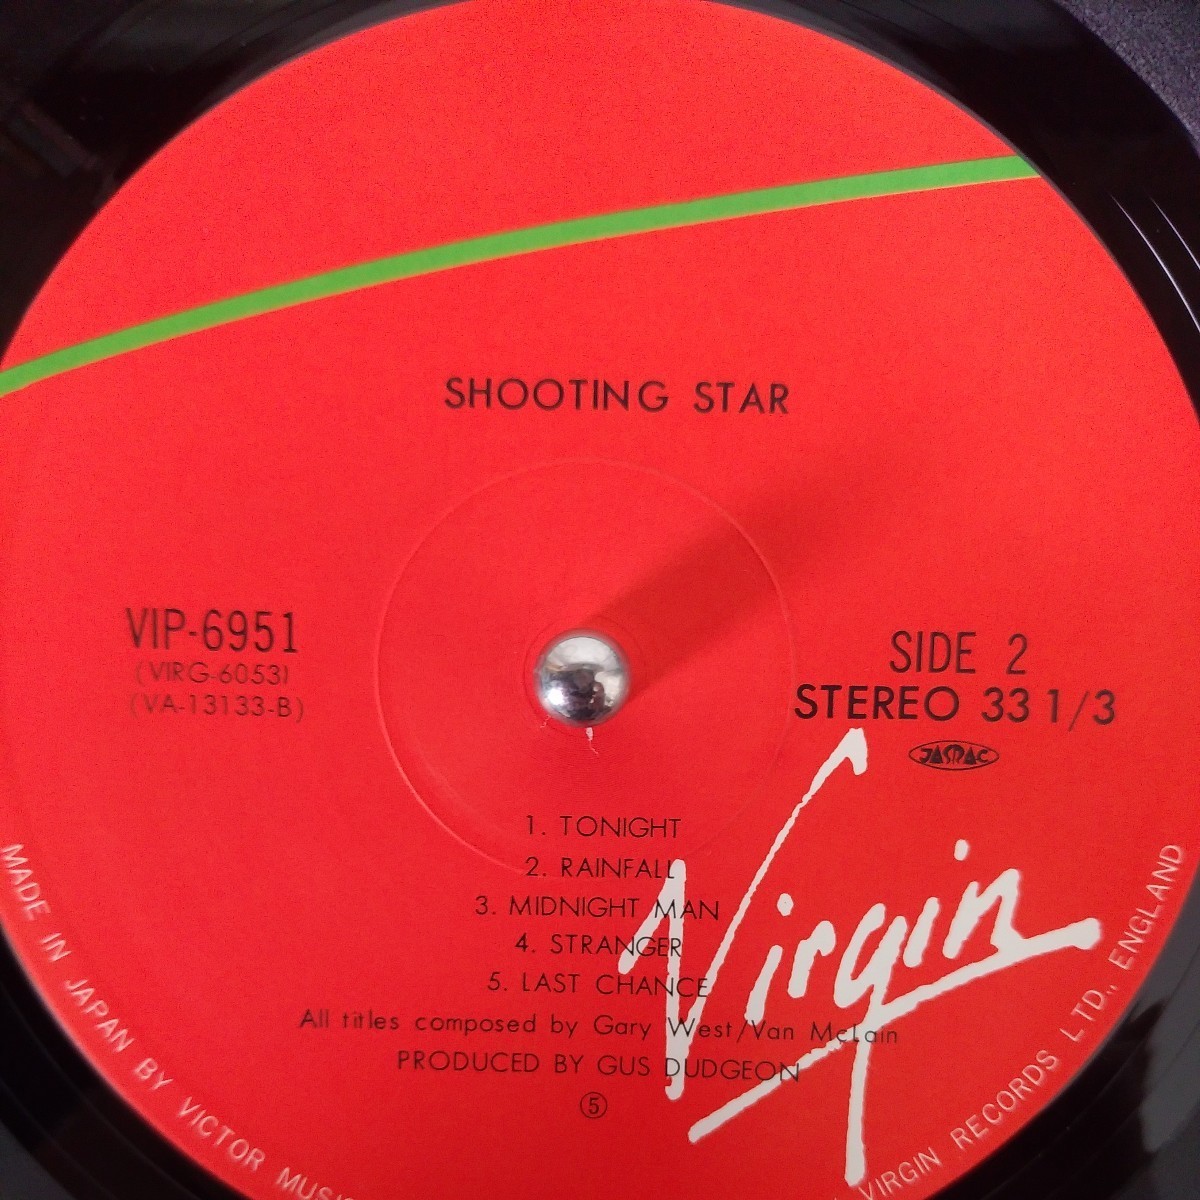 SHOOTING STAR
VIP-6951
(VIRG-6053)
(VA-13133-B)
SIDE 2
STEREO 33 1/3
JASRAC
1. TONIGHT
2. RAINFALL
3. MIDNIGHT MAN
4. STRANGER
5. LAST CHANCE
All titles composed by Gary West/Van McLain
PRODUCED BY GUS DUDGEON
⑤
Virgin
MADE IN JAPAN BY VICTOR
VIRGIN RECORDS LTD., ENGLAND